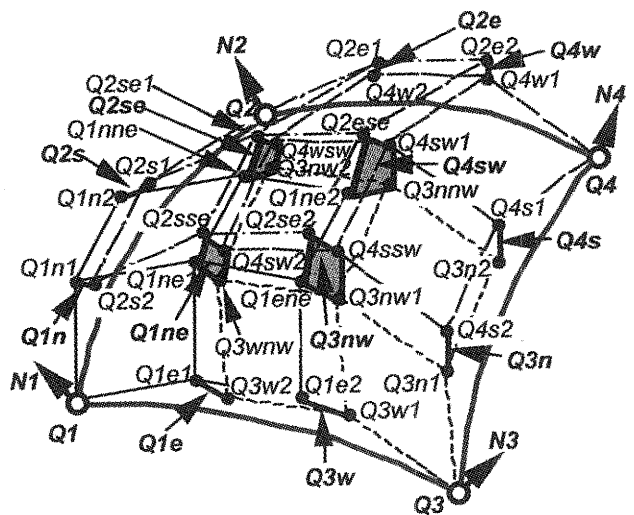 Q2e
N2 Q2e1 Q2e2 Q4w
Q2se1
Q2se Q2 Q4w2 Q4w1 N4
Q1nne Q2ese
Q4wsw Q4sw1
Q2s Q2s1 Q3nw2 Q4sw
Q1n2 Q1ne2 Q3nnw Q4
Q2sse Q2se2 Q4s1
Q4s
Q1n1 Q1ne1 Q4sw2 Q4ssw Q3n2
Q2s2 Q1ene Q3nw1
Q1n Q1ne Q3nw Q4s2
Q3wnw Q3n
N1 Q1e1 Q3w2 Q1e2 Q3n1
Q1 Q3w1
Q1e N3
Q3w
Q3